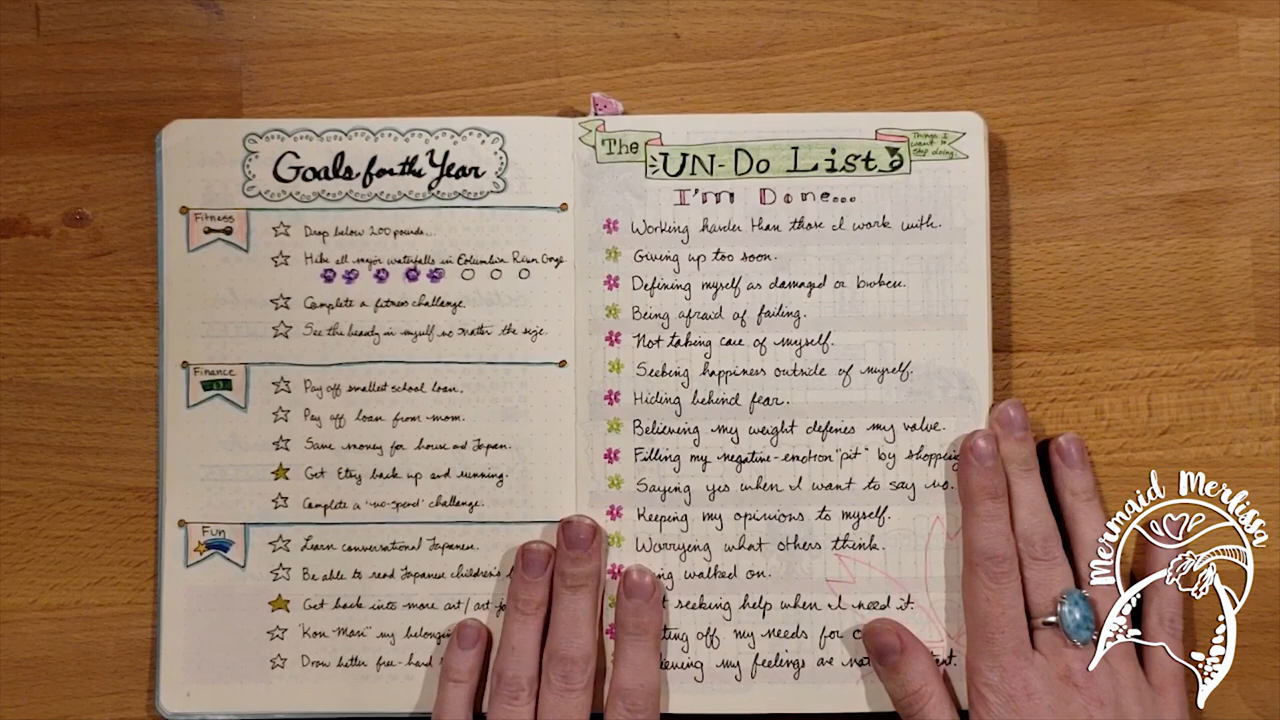 Goals for the Year
Fitness
Drop below 200 pounds...
Hike all major waterfalls in Columbia River Gorge
Complete a fitness challenge.
See the beauty in myself no matter the size.
Finance
Pay off smallest school loan.
Pay off loan from mom.
Save money for house and Japan.
Get Etsy back up and running.
Complete a "no-spend" challenge.
Fun
Learn conversational Japanese.
Be able to read Japanese children's
Get back into more art/art
"Kon Mari" my
Draw better free-hand
The UN-Do List
Things I want to stop doing.
I'm Done...
Working harder than those I work with.
Giving up too soon.
Defining myself as damaged or broken.
Being afraid of failing.
Not taking care of myself.
Seeking happiness outside of myself.
Hiding behind fear.
Believing my weight defines my value.
Filling my negative-emotion "pit" by shopping
Saying yes when I want to say no.
Keeping my opinions to myself.
Worrying what others think.
walked on.
seeking help when I need it.
off my needs for
my feelings are
Mermaid Merlissa